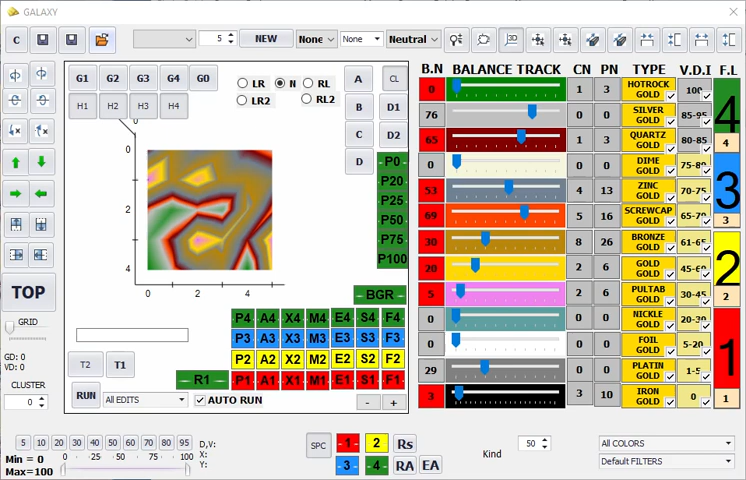 GALAXY
C 5 NEW None None Neutral 3D
B.N BALANCE TRACK CN PN TYPE V.D.I F.L
G1 G2 G3 G4 G0
H1 H2 H3 H4
LR N RL
LR2 RL2
A CL
B D1
C D2
D P0
P20
P25
P50
P75
P100
0
2
4
0 2 4
BGR
P4 A4 X4 M4 E4 S4 F4
P3 A3 X3 M3 E3 S3 F3
P2 A2 X2 M2 E2 S2 F2
R1 P1 A1 X1 M1 E1 S1 F1
T2 T1
RUN All EDITS AUTO RUN - +
TOP
GRID
GD: 0
VD: 0
CLUSTER
0
0 1 3 HOTROCK GOLD 100
76 0 0 SILVER GOLD 85-95
65 1 3 QUARTZ GOLD 80-85
0 0 0 DIME GOLD 75-80
53 4 13 ZINC GOLD 70-75
69 5 16 SCREWCAP GOLD 65-70
30 8 26 BRONZE GOLD 61-65
20 2 6 GOLD GOLD 45-60
5 2 6 PULTAB GOLD 30-45
0 0 0 NICKLE GOLD 20-30
0 0 0 FOIL GOLD 5-20
29 0 0 PLATIN GOLD 1-5
3 3 10 IRON GOLD 0
4
4
3
3
2
2
1
1
5 10 20 30 40 50 60 70 80 90 95
Min = 0
Max=100
0 25 50 75 100
D,V:
X:
Y:
SPC 1 2 Rs
3 4 RA EA
Kind 50
All COLORS
Default FILTERS